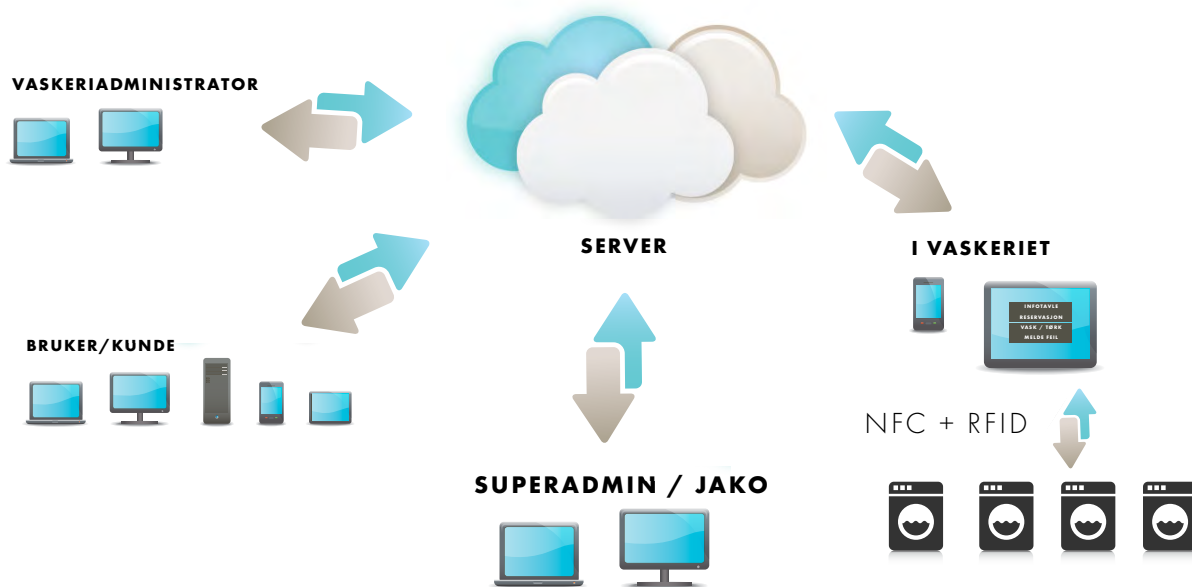 VASKERIADMINISTRATOR
SERVER
I VASKERIET
INFOTAVLE
RESERVASJON
VASK / TØRK
MELDE FEIL
BRUKER/KUNDE
NFC + RFID
SUPERADMIN / JAKO